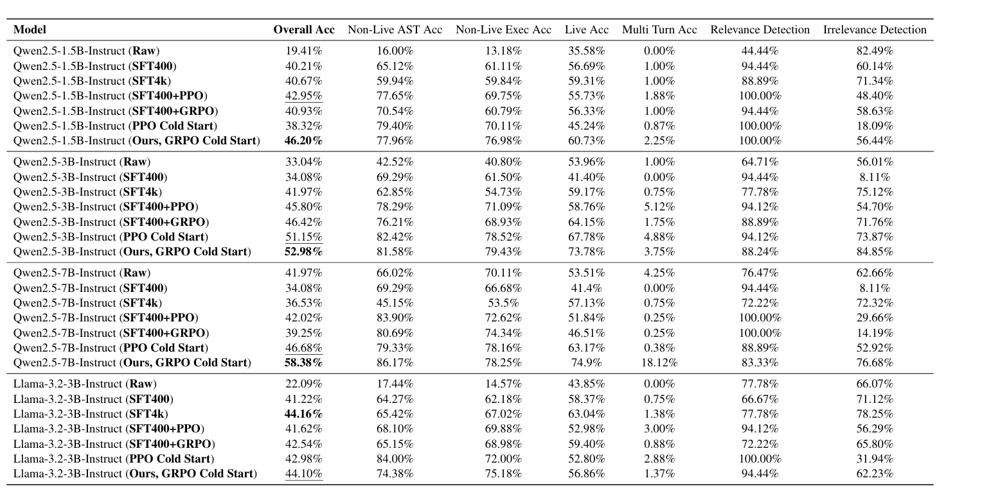 Model Overall Acc Non-Live AST Acc Non-Live Exec Acc Live Acc Multi Turn Acc Relevance Detection Irrelevance Detection
Qwen2.5-1.5B-Instruct (Raw) 19.41% 16.00% 13.18% 35.58% 0.00% 44.44% 82.49%
Qwen2.5-1.5B-Instruct (SFT400) 40.21% 65.12% 61.11% 56.69% 1.00% 94.44% 60.14%
Qwen2.5-1.5B-Instruct (SFT4k) 40.67% 59.94% 59.84% 59.31% 1.00% 88.89% 71.34%
Qwen2.5-1.5B-Instruct (SFT400+PPO) 42.95% 77.65% 69.75% 55.73% 1.88% 100.00% 48.40%
Qwen2.5-1.5B-Instruct (SFT400+GRPO) 40.93% 70.54% 60.79% 56.33% 1.00% 94.44% 58.63%
Qwen2.5-1.5B-Instruct (PPO Cold Start) 38.32% 79.40% 70.11% 45.24% 0.87% 100.00% 18.09%
Qwen2.5-1.5B-Instruct (Ours, GRPO Cold Start) 46.20% 77.96% 76.98% 60.73% 2.25% 100.00% 56.44%
Qwen2.5-3B-Instruct (Raw) 33.04% 42.52% 40.80% 53.96% 1.00% 64.71% 56.01%
Qwen2.5-3B-Instruct (SFT400) 34.08% 69.29% 61.50% 41.40% 0.00% 94.44% 8.11%
Qwen2.5-3B-Instruct (SFT4k) 41.97% 62.85% 54.73% 59.17% 0.75% 77.78% 75.12%
Qwen2.5-3B-Instruct (SFT400+PPO) 45.80% 78.29% 71.09% 58.76% 5.12% 94.12% 54.70%
Qwen2.5-3B-Instruct (SFT400+GRPO) 46.42% 76.21% 68.93% 64.15% 1.75% 88.89% 71.76%
Qwen2.5-3B-Instruct (PPO Cold Start) 51.15% 82.42% 78.52% 67.78% 4.88% 94.12% 73.87%
Qwen2.5-3B-Instruct (Ours, GRPO Cold Start) 52.98% 81.58% 79.43% 73.78% 3.75% 88.24% 84.85%
Qwen2.5-7B-Instruct (Raw) 41.97% 66.02% 70.11% 53.51% 4.25% 76.47% 62.66%
Qwen2.5-7B-Instruct (SFT400) 34.08% 69.29% 66.68% 41.4% 0.00% 94.44% 8.11%
Qwen2.5-7B-Instruct (SFT4k) 36.53% 45.15% 53.5% 57.13% 0.75% 72.22% 72.32%
Qwen2.5-7B-Instruct (SFT400+PPO) 42.02% 83.90% 72.62% 51.84% 0.25% 100.00% 29.66%
Qwen2.5-7B-Instruct (SFT400+GRPO) 39.25% 80.69% 74.34% 46.51% 0.25% 100.00% 14.19%
Qwen2.5-7B-Instruct (PPO Cold Start) 46.68% 79.33% 78.16% 63.17% 0.38% 88.89% 52.92%
Qwen2.5-7B-Instruct (Ours, GRPO Cold Start) 58.38% 86.17% 78.25% 74.9% 18.12% 83.33% 76.68%
Llama-3.2-3B-Instruct (Raw) 22.09% 17.44% 14.57% 43.85% 0.00% 77.78% 66.07%
Llama-3.2-3B-Instruct (SFT400) 41.22% 64.27% 62.18% 58.37% 0.75% 66.67% 71.12%
Llama-3.2-3B-Instruct (SFT4k) 44.16% 65.42% 67.02% 63.04% 1.38% 77.78% 78.25%
Llama-3.2-3B-Instruct (SFT400+PPO) 41.62% 68.10% 69.88% 52.98% 3.00% 94.12% 56.29%
Llama-3.2-3B-Instruct (SFT400+GRPO) 42.54% 65.15% 68.98% 59.40% 0.88% 72.22% 65.80%
Llama-3.2-3B-Instruct (PPO Cold Start) 42.98% 84.00% 72.00% 52.80% 2.88% 100.00% 31.94%
Llama-3.2-3B-Instruct (Ours, GRPO Cold Start) 44.10% 74.38% 75.18% 56.86% 1.37% 94.44% 62.23%